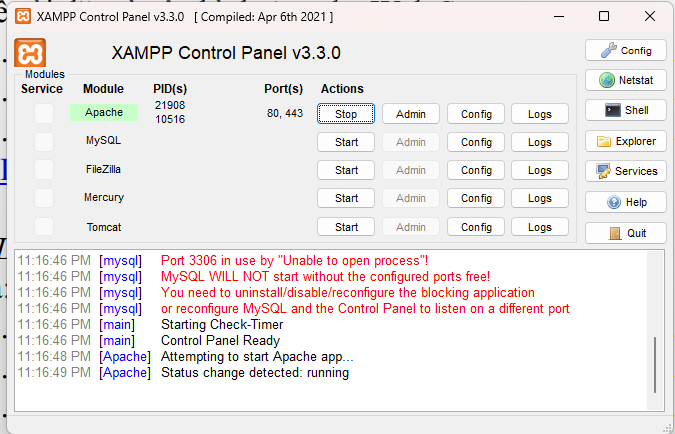 XAMPP Control Panel v3.3.0 [ Compiled: Apr 6th 2021 ]
XAMPP Control Panel v3.3.0
Config
Modules
Service Module PID(s) Port(s) Actions
Netstat
Apache 21908 10516 80, 443 Stop Admin Config Logs
Shell
MySQL Start Admin Config Logs
Explorer
FileZilla Start Admin Config Logs
Services
Mercury Start Admin Config Logs
Help
Tomcat Start Admin Config Logs
Quit
11:16:46 PM [mysql] Port 3306 in use by "Unable to open process"!
11:16:46 PM [mysql] MySQL WILL NOT start without the configured ports free!
11:16:46 PM [mysql] You need to uninstall/disable/reconfigure the blocking application
11:16:46 PM [mysql] or reconfigure MySQL and the Control Panel to listen on a different port
11:16:46 PM [main] Starting Check-Timer
11:16:46 PM [main] Control Panel Ready
11:16:48 PM [Apache] Attempting to start Apache app...
11:16:49 PM [Apache] Status change detected: running